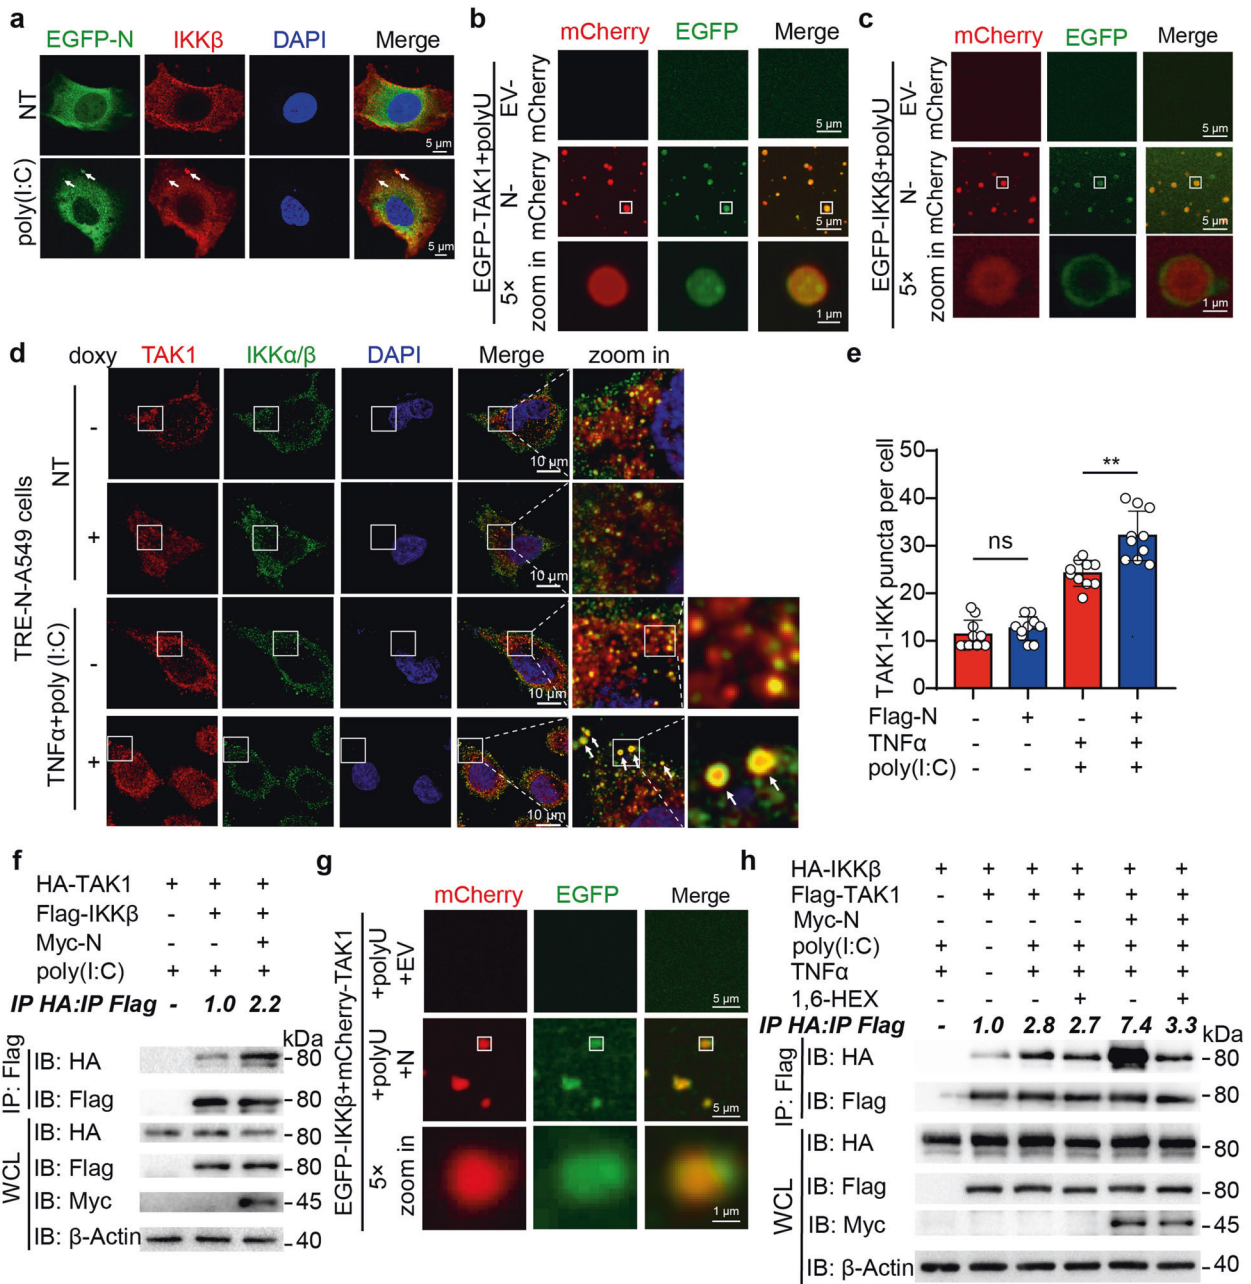 a
EGFP-N IKKβ DAPI Merge
NT
5 μm
poly(I:C)
5 μm
b
mCherry EGFP Merge
EGFP-TAK1+polyU
EV-mCherry
5 μm
N-mCherry
5 μm
5× zoom in
1 μm
c
mCherry EGFP Merge
EGFP-IKKβ+polyU
EV-mCherry
5 μm
N-mCherry
5 μm
5× zoom in
1 μm
d
doxy TAK1 IKKα/β DAPI Merge zoom in
TRE-N-A549 cells
NT
-
10 μm
+
10 μm
TNFα+poly (I:C)
-
10 μm
+
10 μm
e
TAK1-IKK puncta per cell
50
40
30
20
10
0
ns
**
Flag-N - + - +
TNFα - - + +
poly(I:C) - - + +
f
HA-TAK1 + + +
Flag-IKKβ - + +
Myc-N - - +
poly(I:C) + + +
IP HA:IP Flag - 1.0 2.2
kDa
IP: Flag
IB: HA -80
IB: Flag -80
WCL
IB: HA -80
IB: Flag -80
IB: Myc -45
IB: β-Actin -40
g
mCherry EGFP Merge
EGFP-IKKβ+mCherry-TAK1
+polyU +EV
5 μm
+polyU +N
5 μm
5× zoom in
1 μm
h
HA-IKKβ + + + + + +
Flag-TAK1 - + + + + +
Myc-N - - - - + +
poly(I:C) + - + + + +
TNFα + - + + + +
1,6-HEX - - - + - +
IP HA:IP Flag - 1.0 2.8 2.7 7.4 3.3
kDa
IP: Flag
IB: HA -80
IB: Flag -80
WCL
IB: HA -80
IB: Flag -80
IB: Myc -45
IB: β-Actin -40